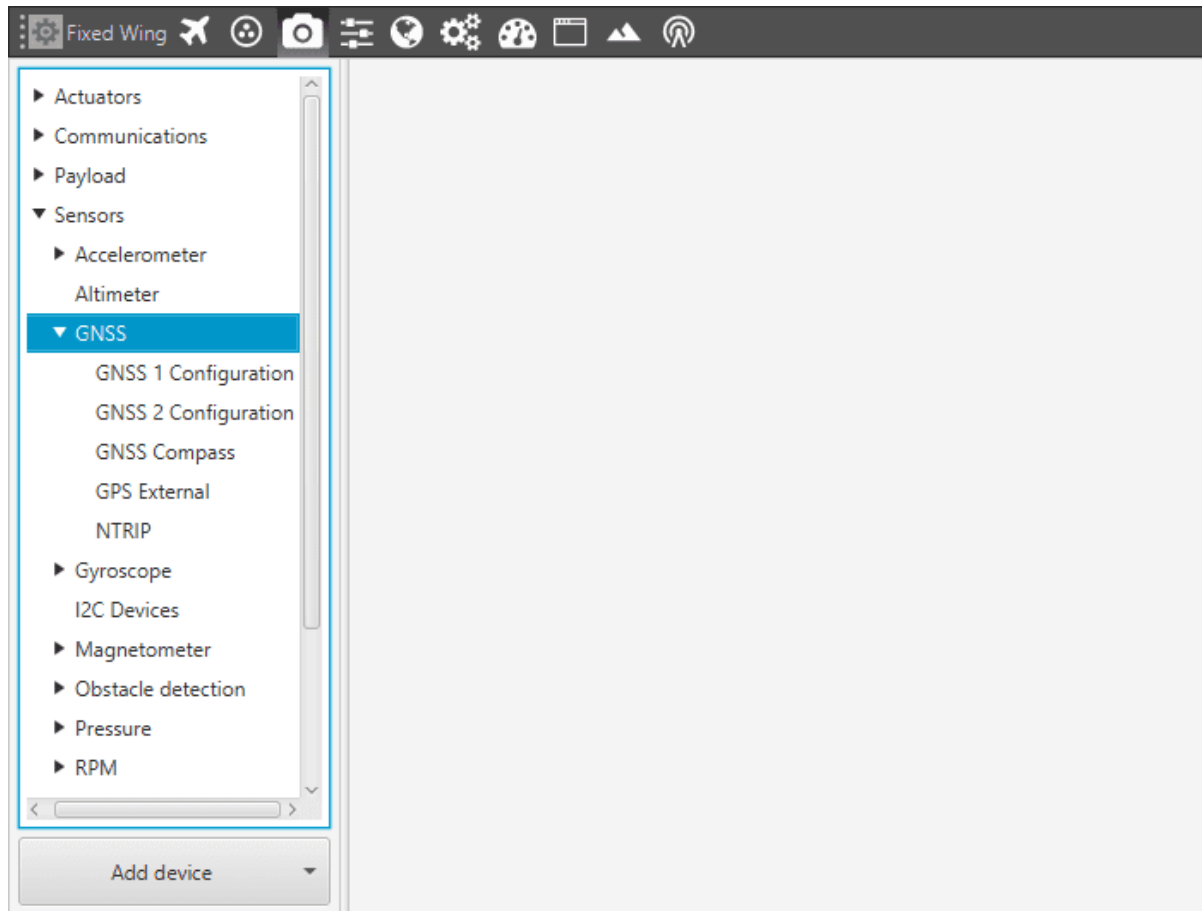 Fixed Wing
Actuators
Communications
Payload
Sensors
Accelerometer
Altimeter
GNSS
GNSS 1 Configuration
GNSS 2 Configuration
GNSS Compass
GPS External
NTRIP
Gyroscope
I2C Devices
Magnetometer
Obstacle detection
Pressure
RPM
Add device